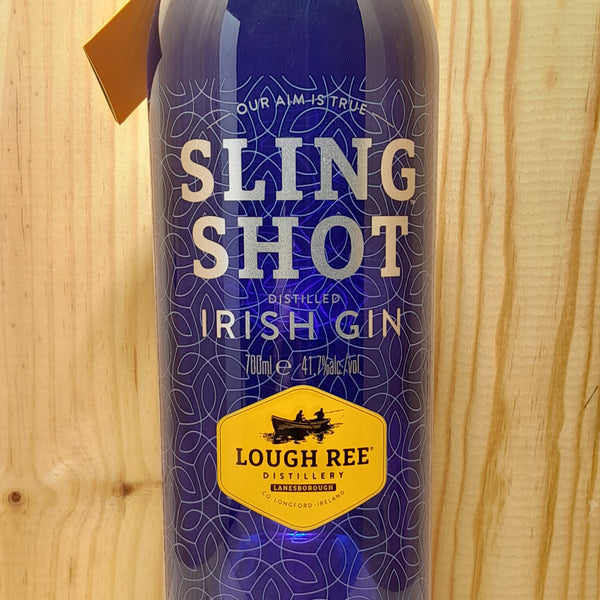 OUR AIM IS TRUE
SLING
SHOT
DISTILLED
IRISH GIN
700ml e 41.7%alc/vol
LOUGH REE®
DISTILLERY
LANESBOROUGH
CO. LONGFORD · IRELAND